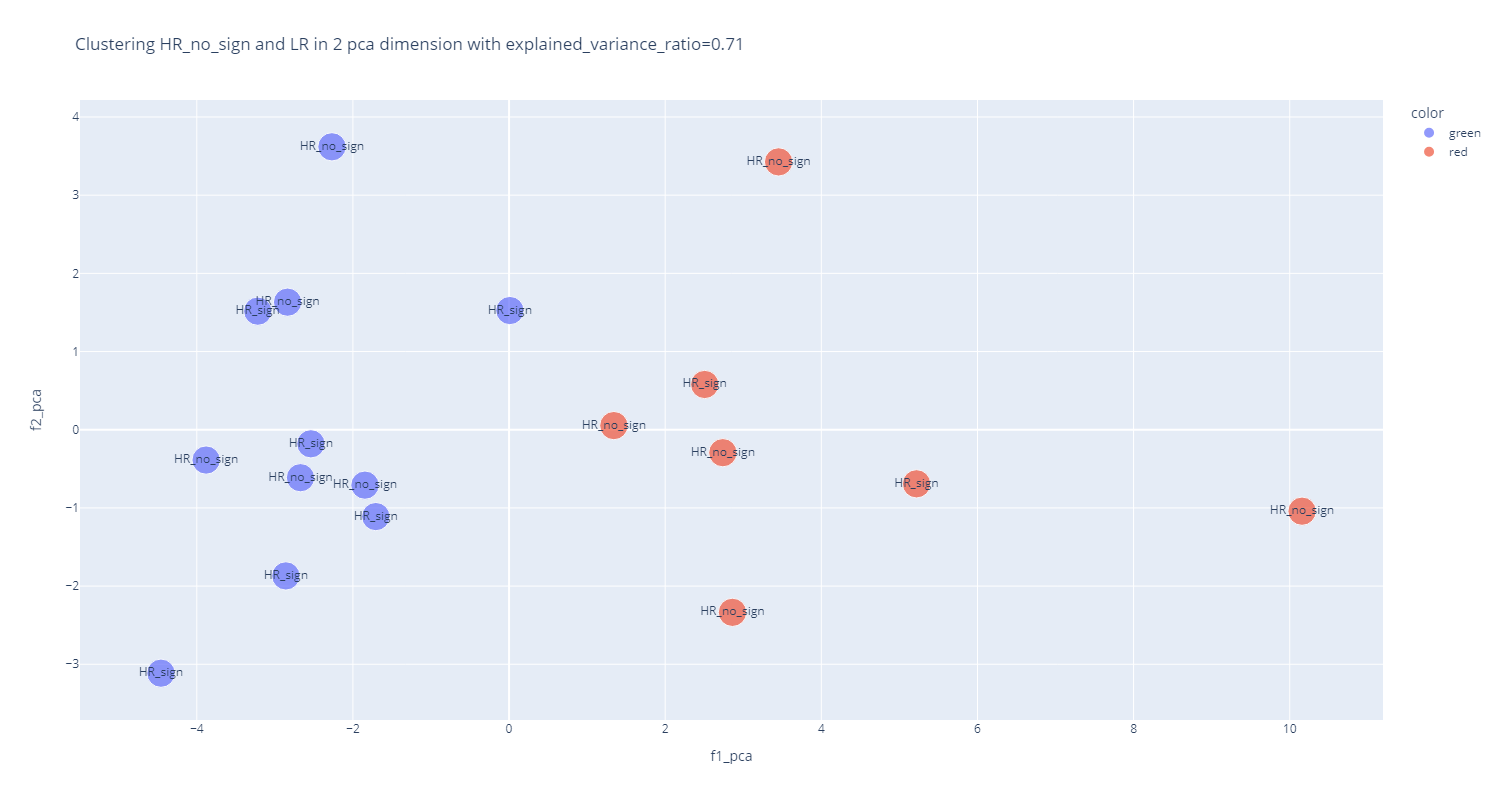 Clustering HR_no_sign and LR in 2 pca dimension with explained_variance_ratio=0.71
color
green
red
4
3
2
1
0
−1
−2
−3
f2_pca
HR_no_sign
HR_no_sign
HR_no_sign
HR_sign
HR_sign
HR_sign
HR_no_sign
HR_sign
HR_no_sign
HR_no_sign
HR_no_sign
HR_no_sign
HR_sign
HR_no_sign
HR_sign
HR_sign
HR_no_sign
HR_sign
−4
−2
0
2
4
6
8
10
f1_pca